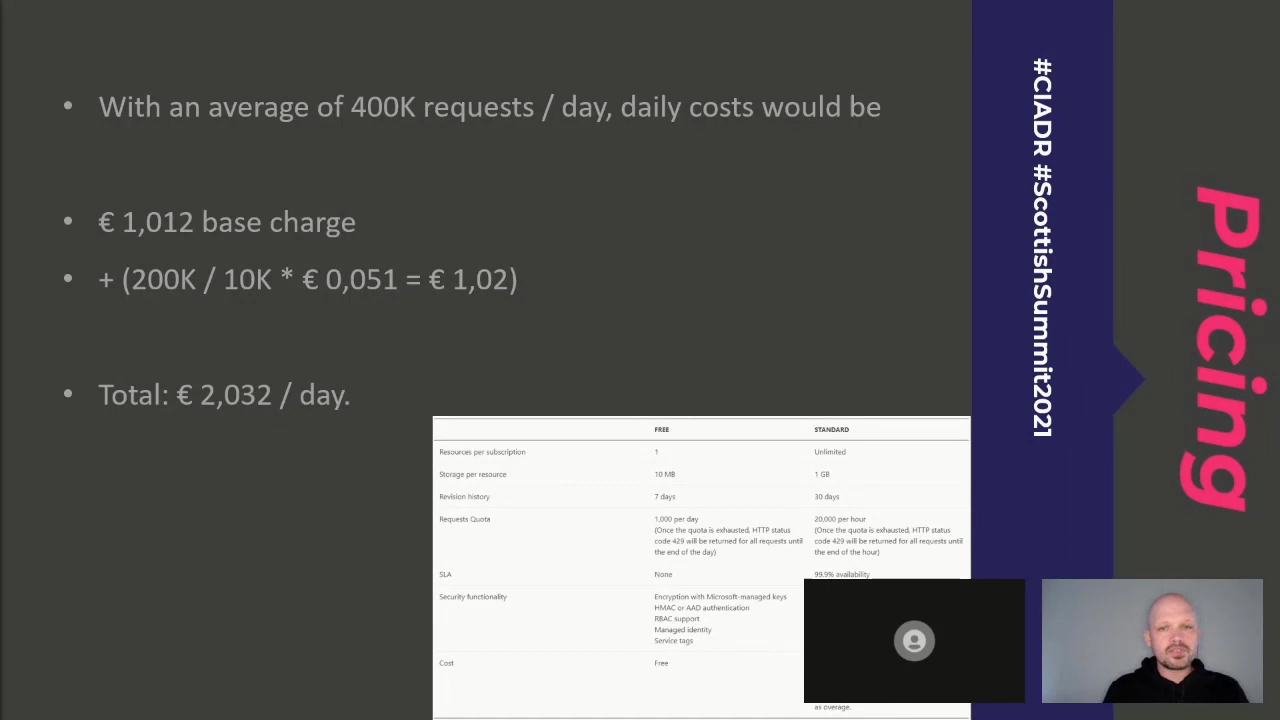 • With an average of 400K requests / day, daily costs would be
• € 1,012 base charge
• + (200K / 10K * € 0,051 = € 1,02)
• Total: € 2,032 / day.
FREE STANDARD
Resources per subscription 1 Unlimited
Storage per resource 10 MB 1 GB
Revision history 7 days 30 days
Requests Quota 1,000 per day 20,000 per hour
(Once the quota is exhausted, HTTP status (Once the quota is exhausted, HTTP status
code 429 will be returned for all requests until code 429 will be returned for all requests until
the end of the day) the end of the hour)
SLA None 99.9% availability
Security functionality Encryption with Microsoft-managed keys
HMAC or AAD authentication
RBAC support
Managed identity
Service tags
Cost Free
as overage.
#CIADR #ScottishSummit2021
Pricing